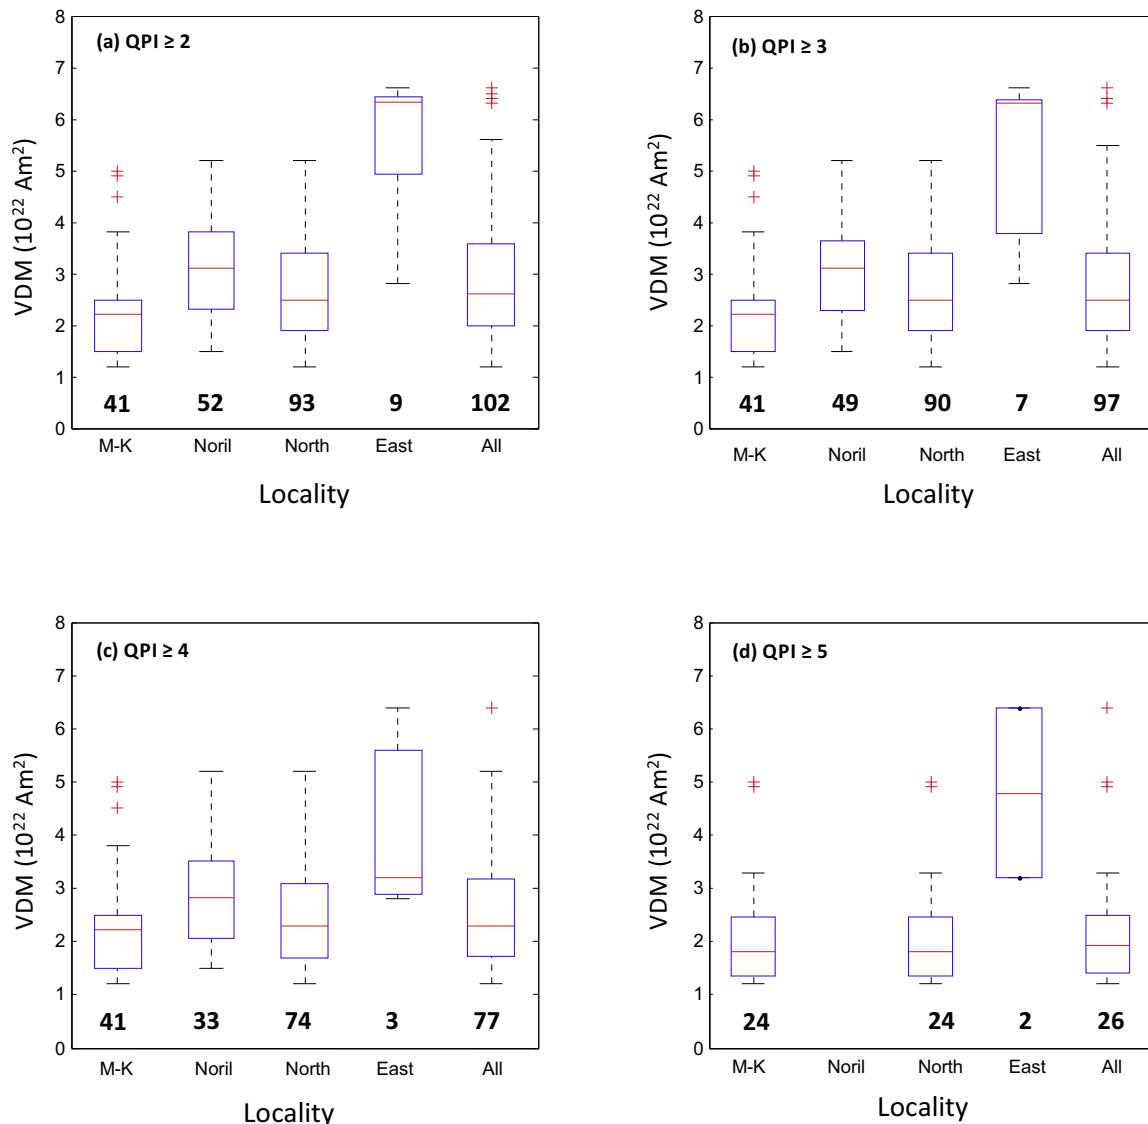 (a) QPI ≥ 2
VDM (10²² Am²)
8
7
6
5
4
3
2
1
0
41 52 93 9 102
M-K Noril North East All
Locality
(b) QPI ≥ 3
VDM (10²² Am²)
8
7
6
5
4
3
2
1
0
41 49 90 7 97
M-K Noril North East All
Locality
(c) QPI ≥ 4
VDM (10²² Am²)
8
7
6
5
4
3
2
1
0
41 33 74 3 77
M-K Noril North East All
Locality
(d) QPI ≥ 5
VDM (10²² Am²)
8
7
6
5
4
3
2
1
0
24 24 2 26
M-K Noril North East All
Locality